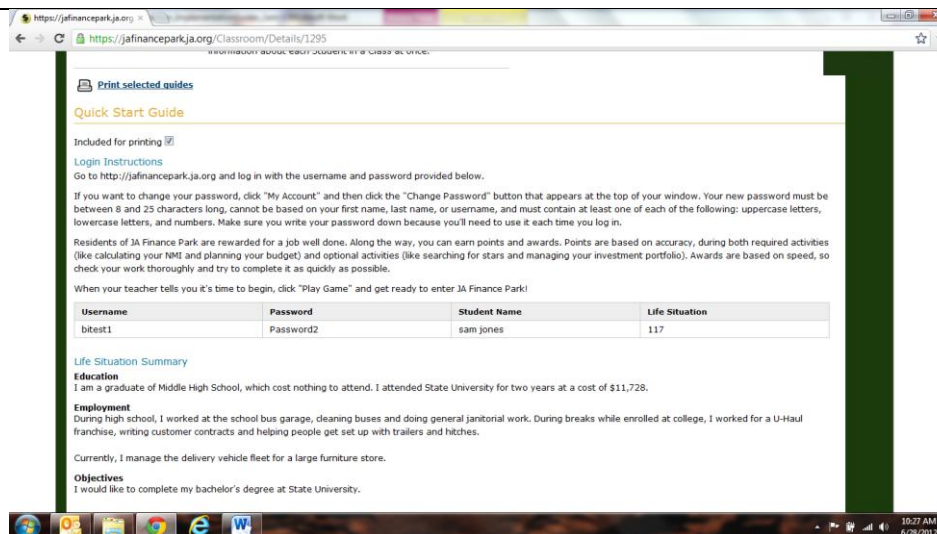 https://jafinancepark.ja.org
https://jafinancepark.ja.org/Classroom/Details/1295
information about each Student in a Class at once.
Print selected guides
Quick Start Guide
Included for printing
Login Instructions
Go to http://jafinancepark.ja.org and log in with the username and password provided below.
If you want to change your password, click "My Account" and then click the "Change Password" button that appears at the top of your window. Your new password must be
between 8 and 25 characters long, cannot be based on your first name, last name, or username, and must contain at least one of each of the following: uppercase letters,
lowercase letters, and numbers. Make sure you write your password down because you'll need to use it each time you log in.
Residents of JA Finance Park are rewarded for a job well done. Along the way, you can earn points and awards. Points are based on accuracy, during both required activities
(like calculating your NMI and planning your budget) and optional activities (like searching for stars and managing your investment portfolio). Awards are based on speed, so
check your work thoroughly and try to complete it as quickly as possible.
When your teacher tells you it's time to begin, click "Play Game" and get ready to enter JA Finance Park!
Username Password Student Name Life Situation
bitest1 Password2 sam jones 117
Life Situation Summary
Education
I am a graduate of Middle High School, which cost nothing to attend. I attended State University for two years at a cost of $11,728.
Employment
During high school, I worked at the school bus garage, cleaning buses and doing general janitorial work. During breaks while enrolled at college, I worked for a U-Haul
franchise, writing customer contracts and helping people get set up with trailers and hitches.
Currently, I manage the delivery vehicle fleet for a large furniture store.
Objectives
I would like to complete my bachelor's degree at State University.
10:27 AM